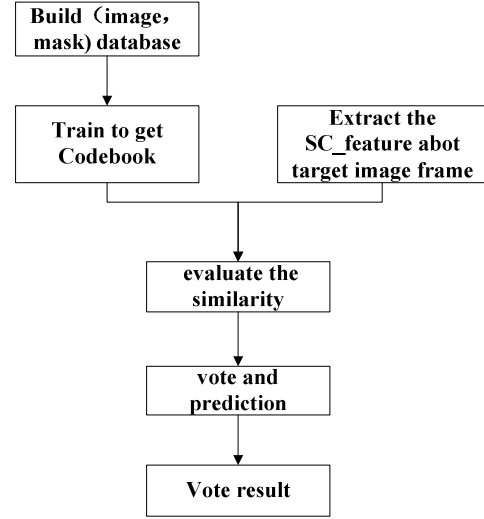 Build（image，
mask) database
Train to get
Codebook
Extract the
SC_feature abot
target image frame
evaluate the
similarity
vote and
prediction
Vote result